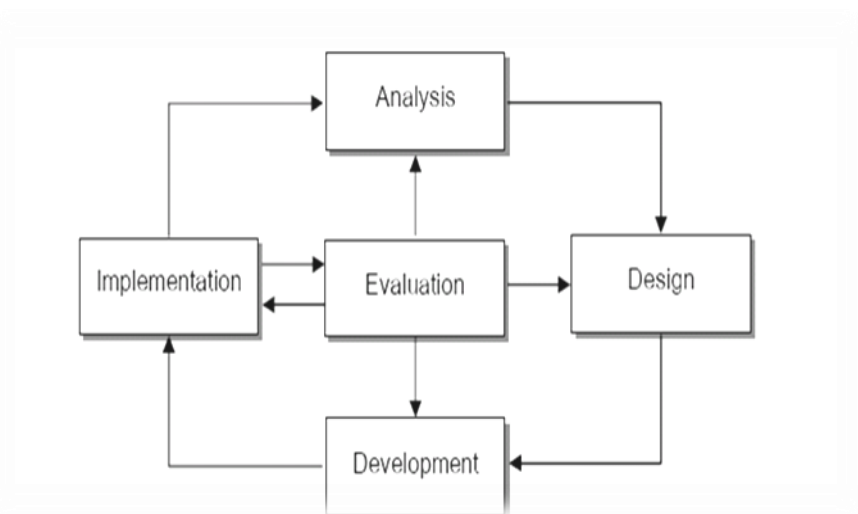 Analysis
Implementation
Evaluation
Design
Development